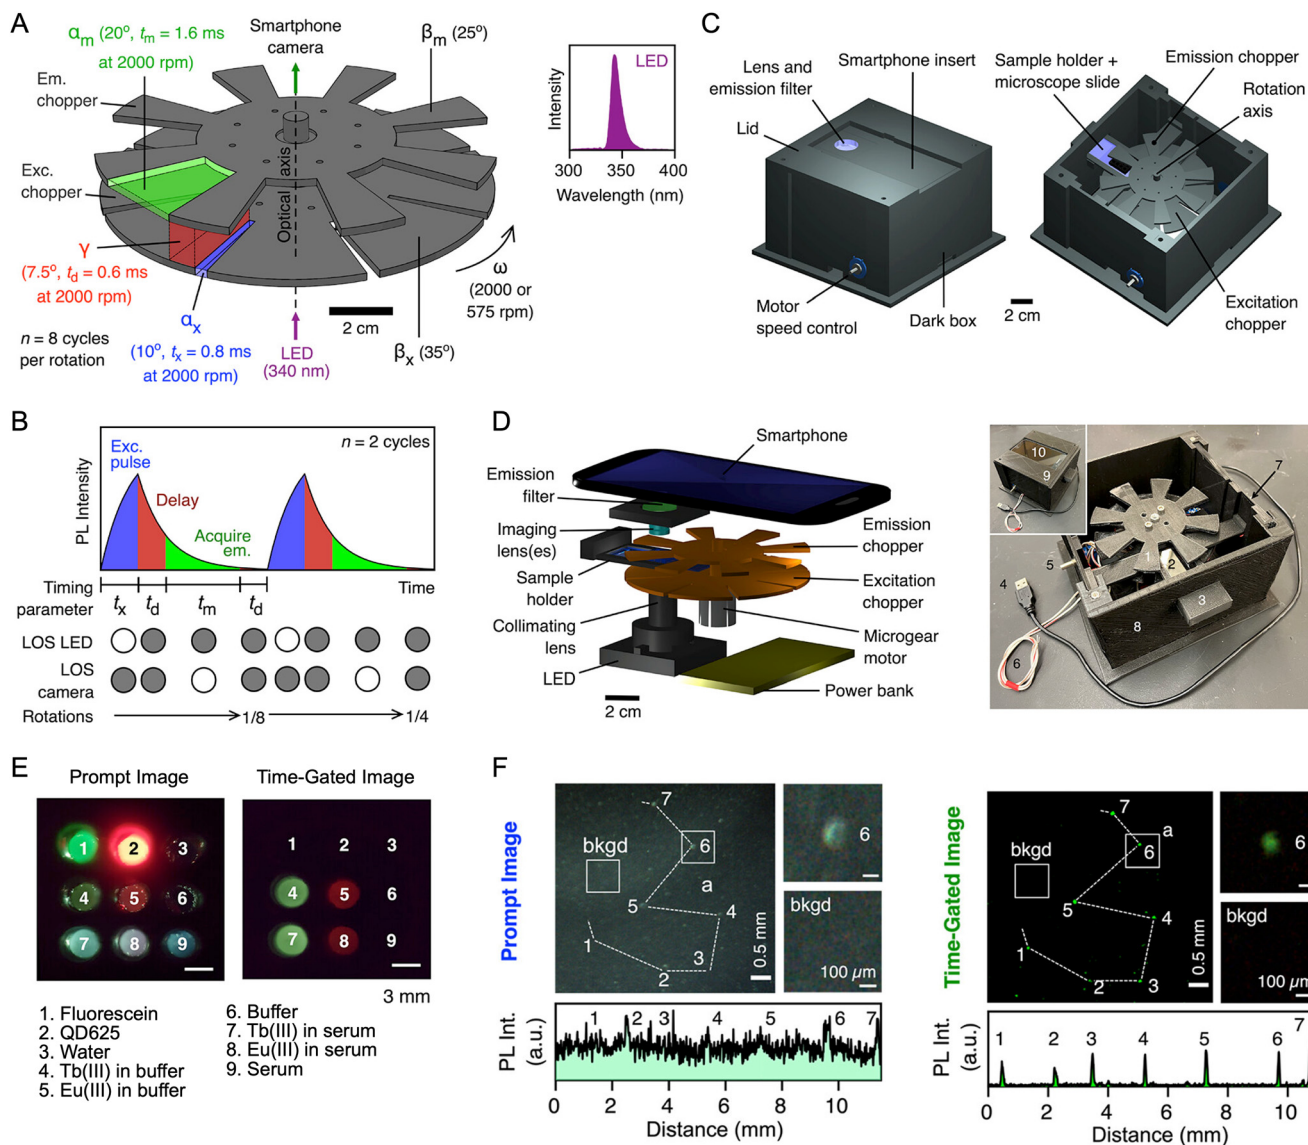 A
α_m (20°, t_m = 1.6 ms
at 2000 rpm)
Smartphone
camera
β_m (25°)
Em.
chopper
Exc.
chopper
Optical axis
γ
(7.5°, t_d = 0.6 ms
at 2000 rpm)
α_x
(10°, t_x = 0.8 ms
at 2000 rpm)
n = 8 cycles
per rotation
LED
(340 nm)
2 cm
β_x (35°)
ω
(2000 or
575 rpm)
LED
Intensity
300 350 400
Wavelength (nm)
C
Lens and
emission filter
Smartphone insert
Lid
Motor
speed control
Dark box
2 cm
Sample holder +
microscope slide
Emission chopper
Rotation
axis
Excitation
chopper
B
n = 2 cycles
Exc.
pulse
Delay
Acquire
em.
PL Intensity
Time
Timing
parameter
t_x t_d t_m t_d
LOS LED
LOS
camera
Rotations
1/8
1/4
D
Smartphone
Emission
filter
Imaging
lens(es)
Sample
holder
Collimating
lens
LED
Emission
chopper
Excitation
chopper
Microgear
motor
Power bank
2 cm
10
9
7
1
2
5
4
3
8
6
E
Prompt Image
Time-Gated Image
1 2 3
4 5 6
7 8 9
1 2 3
4 5 6
7 8 9
3 mm
1. Fluorescein
2. QD625
3. Water
4. Tb(III) in buffer
5. Eu(III) in buffer
6. Buffer
7. Tb(III) in serum
8. Eu(III) in serum
9. Serum
F
Prompt Image
7
bkgd
6
a
5
4
1
3
2
0.5 mm
6
bkgd
100 µm
PL Int.
(a.u.)
1 2 3 4 5 6 7
0 2 4 6 8 10
Distance (mm)
Time-Gated Image
7
a
bkgd
6
5
4
1
2
3
0.5 mm
6
bkgd
100 µm
PL Int.
(a.u.)
1 2 3 4 5 6 7
0 2 4 6 8 10
Distance (mm)